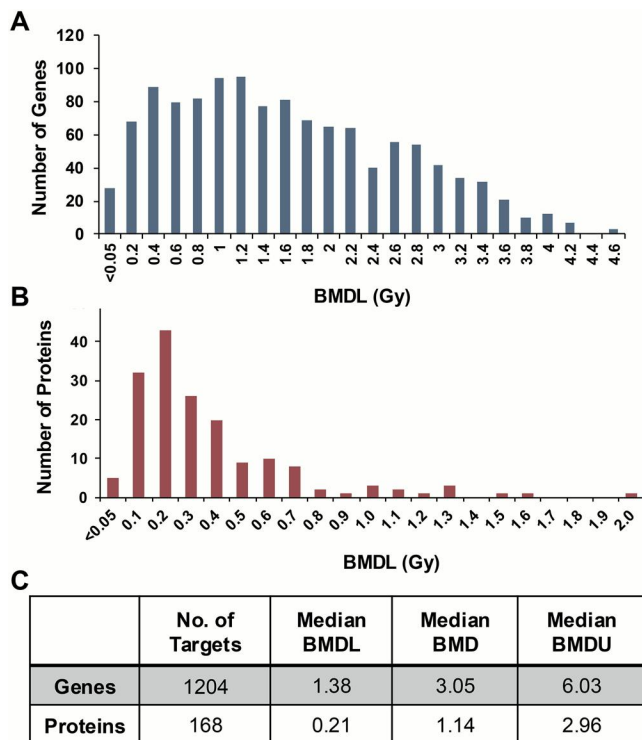 A
Number of Genes
120
100
80
60
40
20
0
<0.05 0.2 0.4 0.6 0.8 1 1.2 1.4 1.6 1.8 2 2.2 2.4 2.6 2.8 3 3.2 3.4 3.6 3.8 4 4.2 4.4 4.6
BMDL (Gy)
B
Number of Proteins
40
30
20
10
0
<0.05 0.1 0.2 0.3 0.4 0.5 0.6 0.7 0.8 0.9 1.0 1.1 1.2 1.3 1.4 1.5 1.6 1.7 1.8 1.9 2.0
BMDL (Gy)
C
No. of Targets Median BMDL Median BMD Median BMDU
Genes 1204 1.38 3.05 6.03
Proteins 168 0.21 1.14 2.96